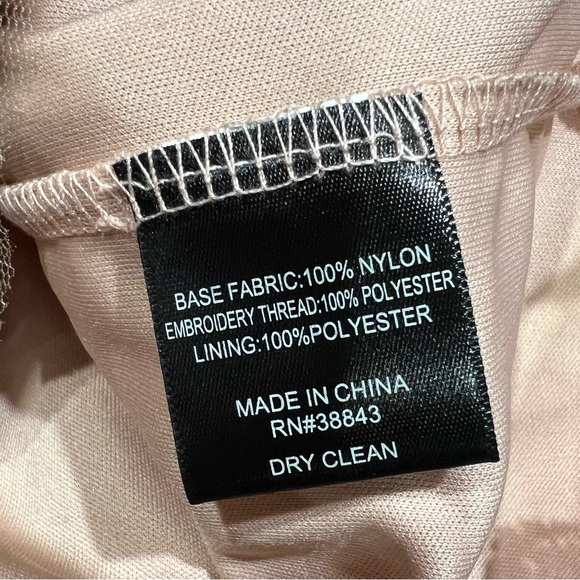 BASE FABRIC:100% NYLON
EMBROIDERY THREAD:100% POLYESTER
LINING:100%POLYESTER
MADE IN CHINA
RN#38843
DRY CLEAN